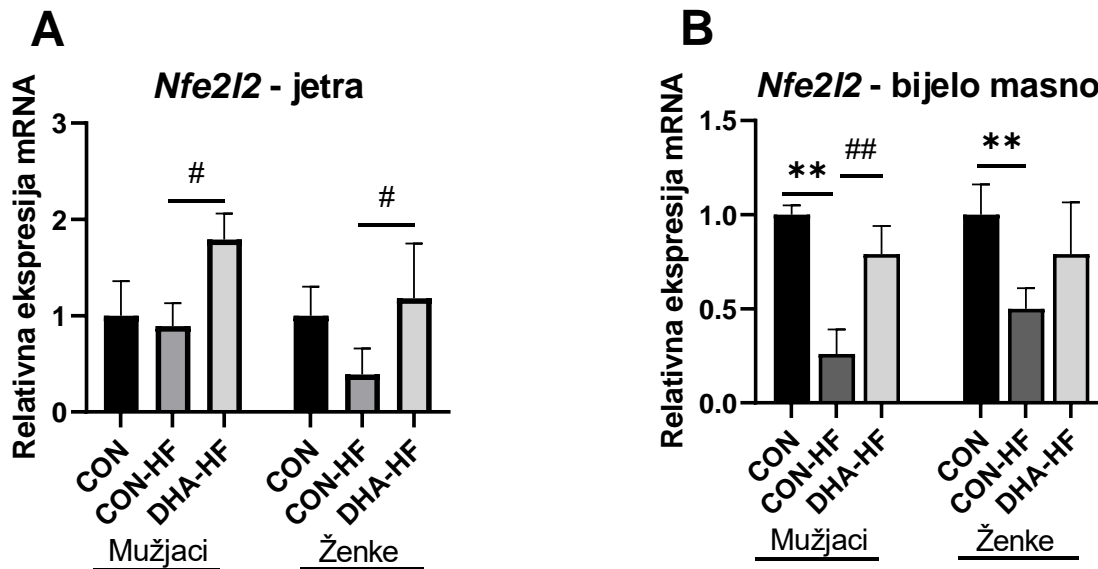 A
Nfe2l2 - jetra
Relativna ekspresija mRNA
3
2
1
0
#
#
CON
CON-HF
DHA-HF
CON
CON-HF
DHA-HF
Mužjaci
Ženke
B
Nfe2l2 - bijelo masno
Relativna ekspresija mRNA
1.5
1.0
0.5
0.0
**
##
**
CON
CON-HF
DHA-HF
CON
CON-HF
DHA-HF
Mužjaci
Ženke